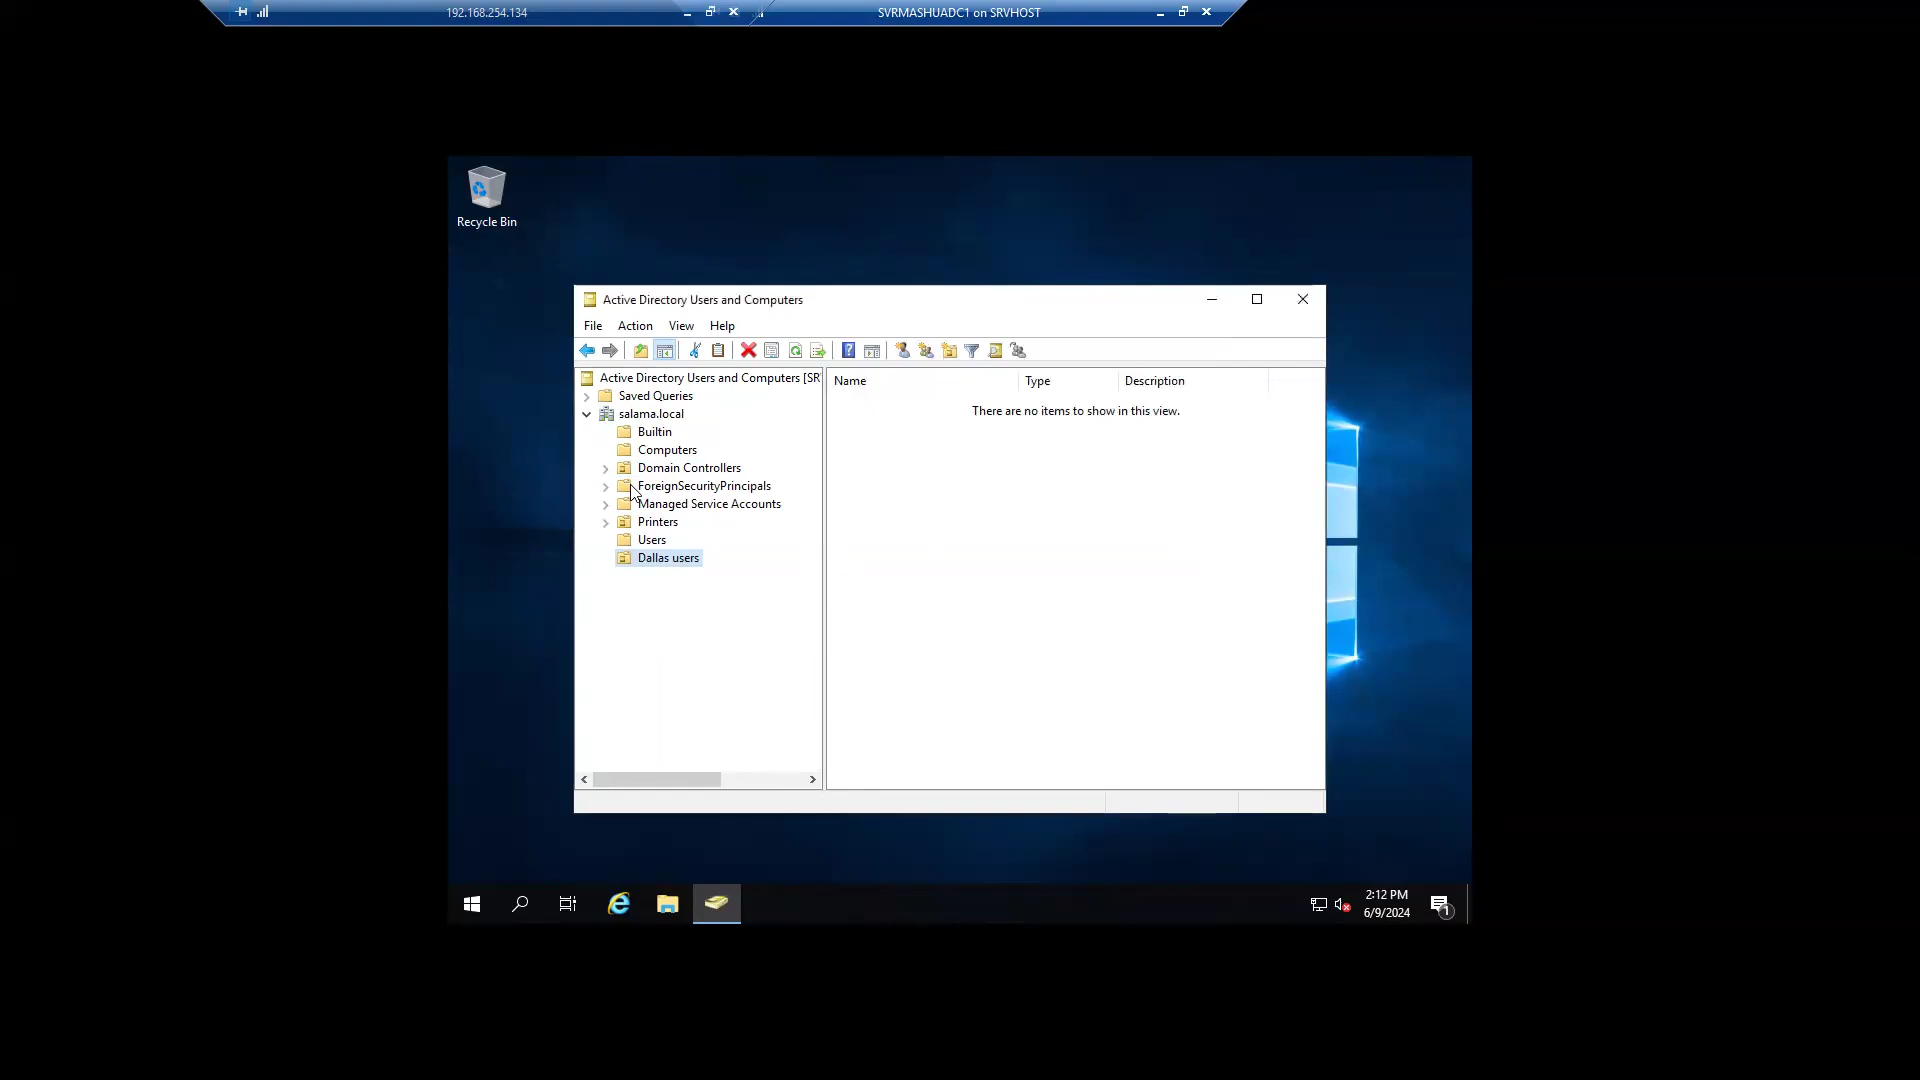 192.168.254.134
SVRMASHUADC1 on SRVHOST
Recycle Bin
Active Directory Users and Computers
File Action View Help
Active Directory Users and Computers [SR
Saved Queries
salama.local
Builtin
Computers
Domain Controllers
ForeignSecurityPrincipals
Managed Service Accounts
Printers
Users
Dallas users
Name Type Description
There are no items to show in this view.
2:12 PM
6/9/2024
1